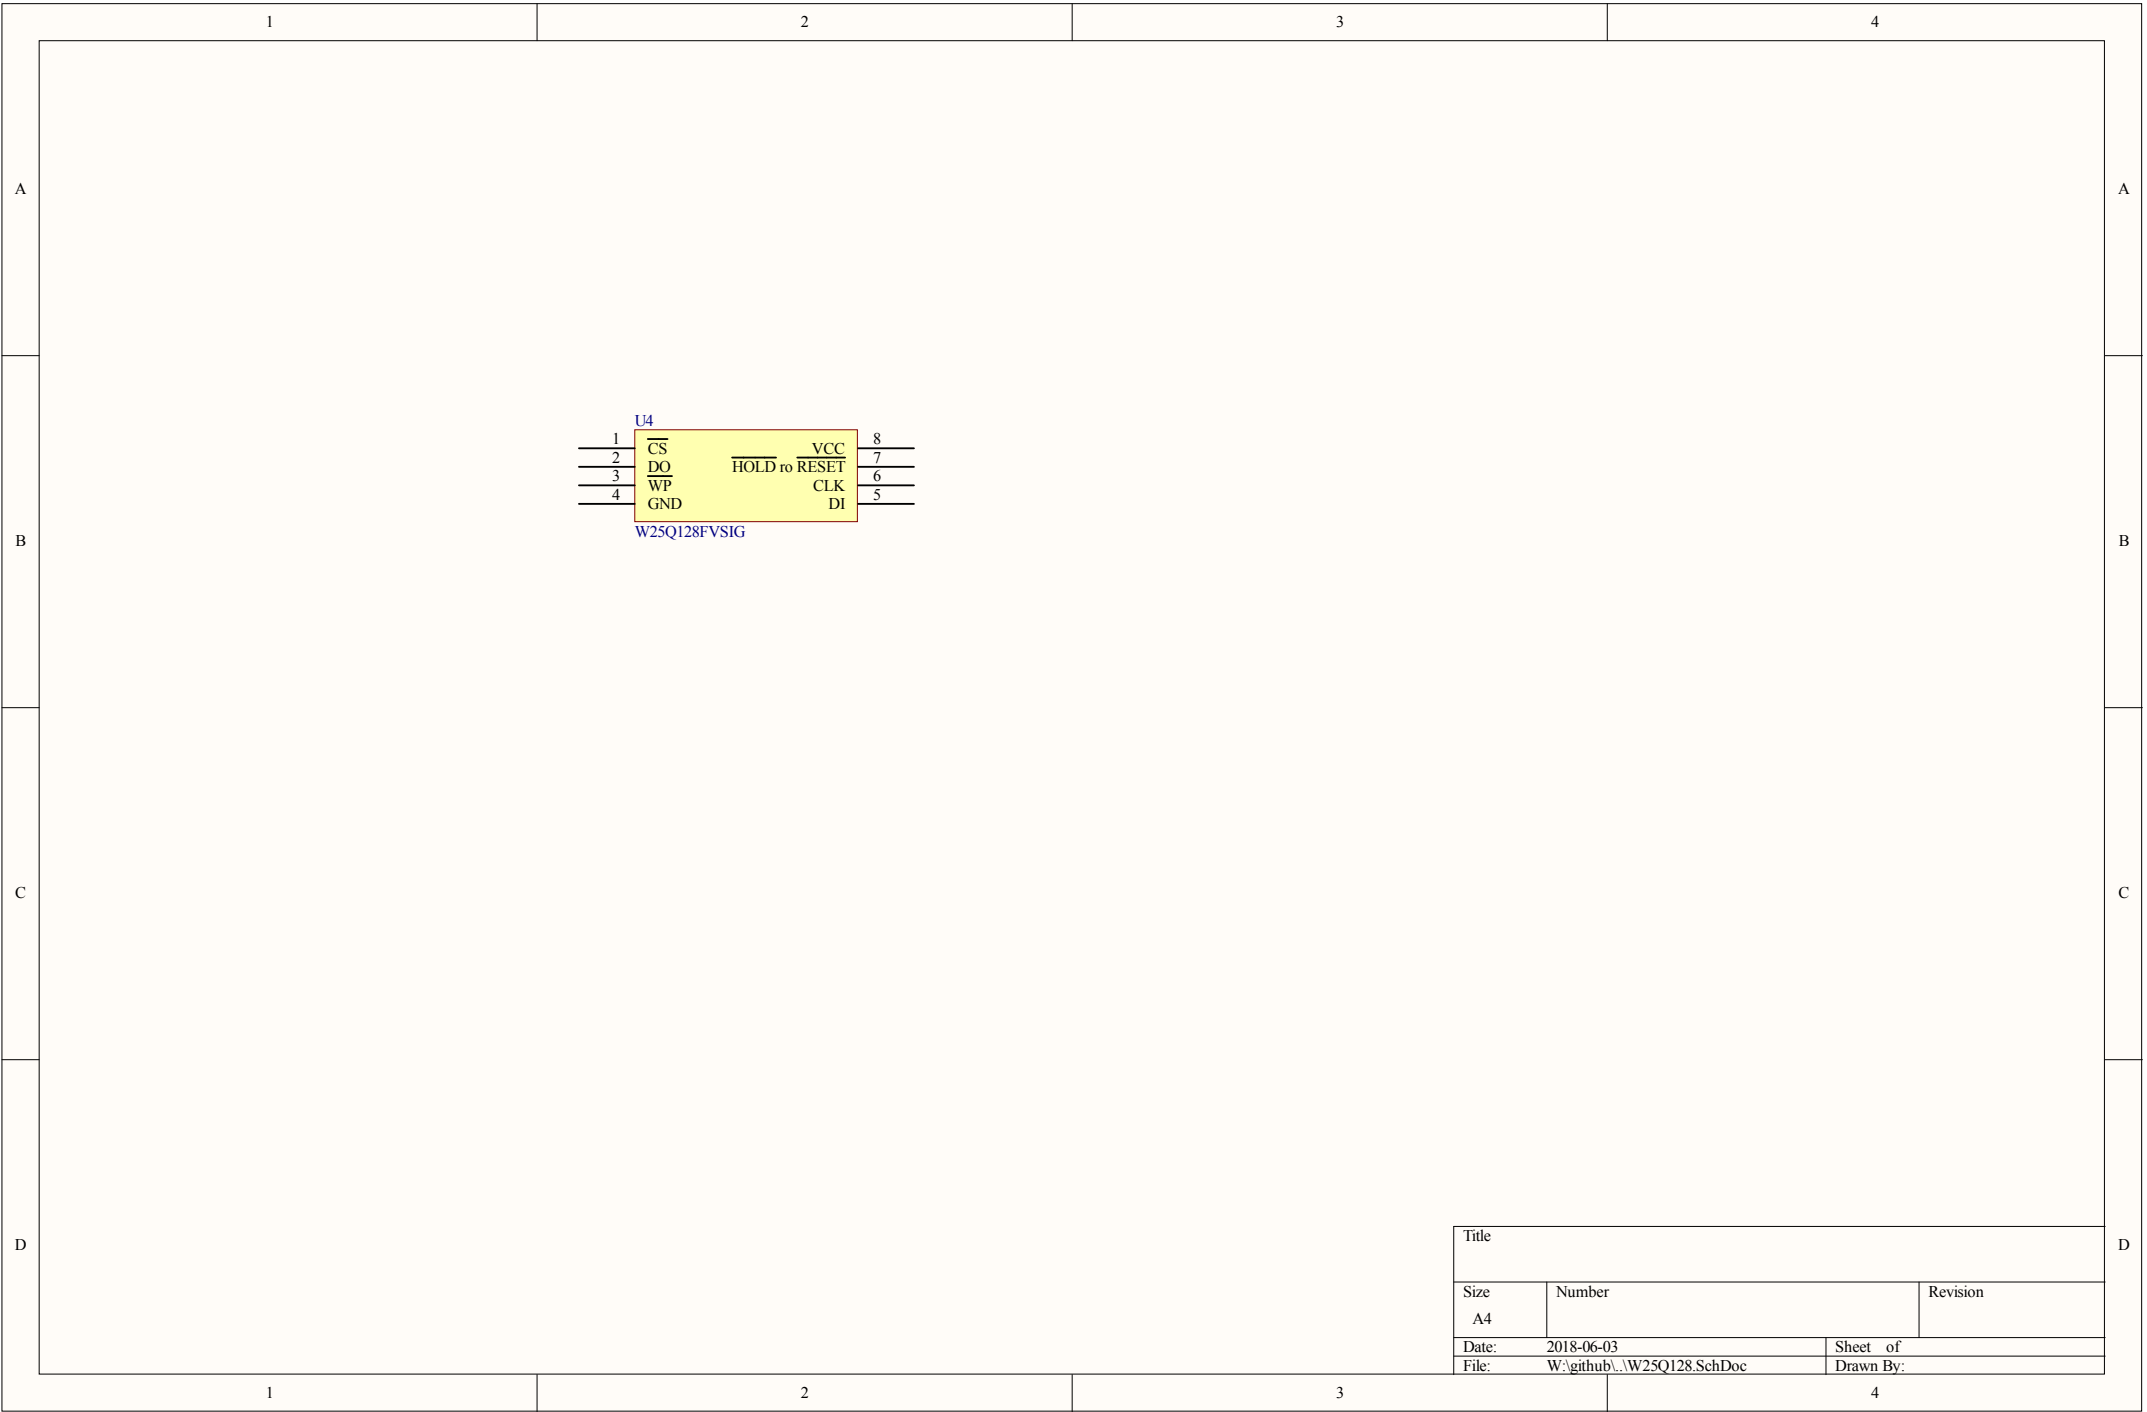 1 2 3 4
A A
U4
1 CS VCC 8
2 DO HOLD ro RESET 7
3 WP CLK 6
4 GND DI 5
W25Q128FVSIG
B B
C C
D D
Title
Size Number Revision
A4
Date: 2018-06-03 Sheet of
File: W:\github\..\W25Q128.SchDoc Drawn By:
1 2 3 4